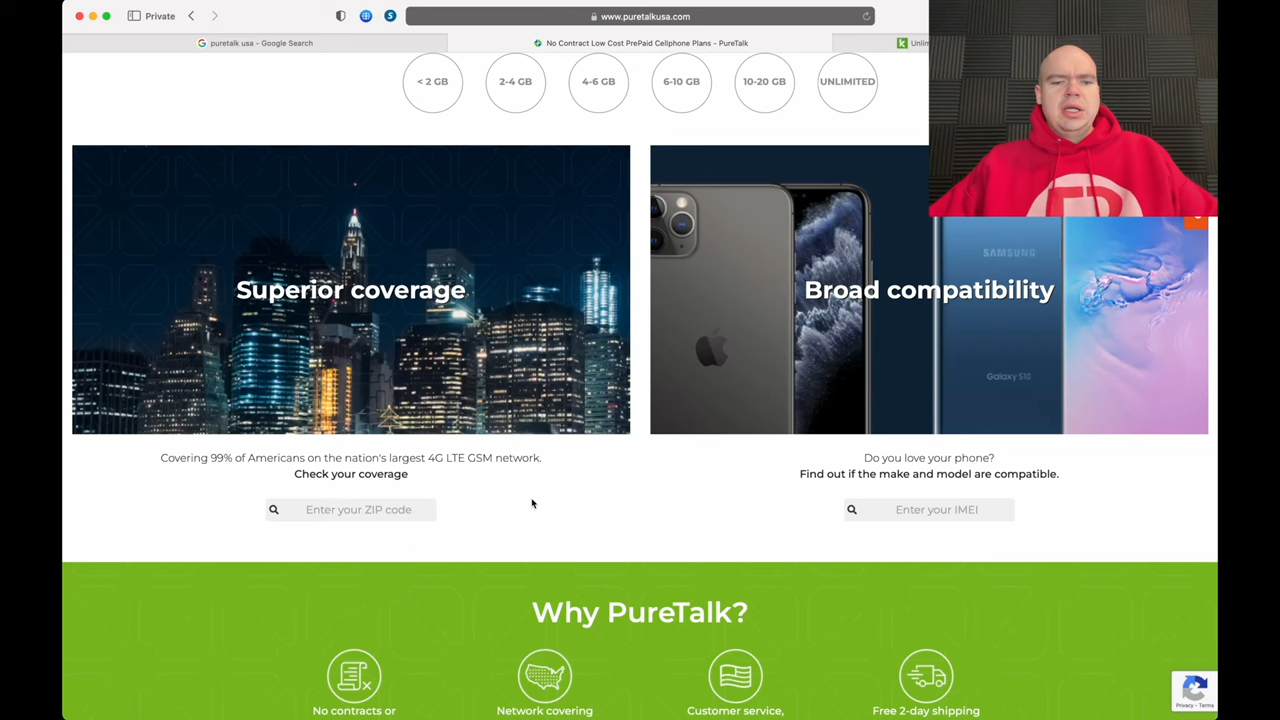 Private
www.puretalkusa.com
puretalk usa - Google Search
No Contract Low Cost PrePaid Cellphone Plans - PureTalk
Unlim
< 2 GB
2-4 GB
4-6 GB
6-10 GB
10-20 GB
UNLIMITED
Superior coverage
Broad compatibility
SAMSUNG
Galaxy S10
Covering 99% of Americans on the nation's largest 4G LTE GSM network.
Check your coverage
Enter your ZIP code
Do you love your phone?
Find out if the make and model are compatible.
Enter your IMEI
Why PureTalk?
No contracts or
Network covering
Customer service,
Free 2-day shipping
Privacy - Terms